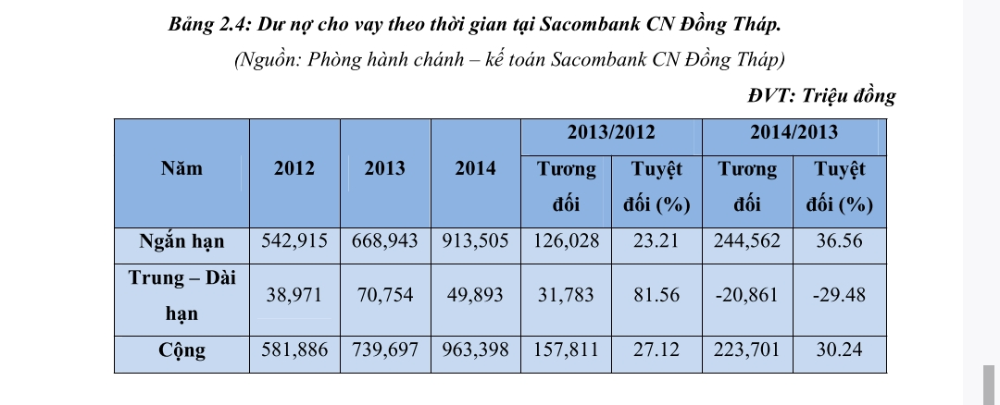 Bảng 2.4: Dư nợ cho vay theo thời gian tại Sacombank CN Đồng Tháp.
(Nguồn: Phòng hành chánh – kế toán Sacombank CN Đồng Tháp)
ĐVT: Triệu đồng
Năm 2012 2013 2014 2013/2012 2014/2013
Tương đối Tuyệt đối (%) Tương đối Tuyệt đối (%)
Ngắn hạn 542,915 668,943 913,505 126,028 23.21 244,562 36.56
Trung – Dài hạn 38,971 70,754 49,893 31,783 81.56 -20,861 -29.48
Cộng 581,886 739,697 963,398 157,811 27.12 223,701 30.24